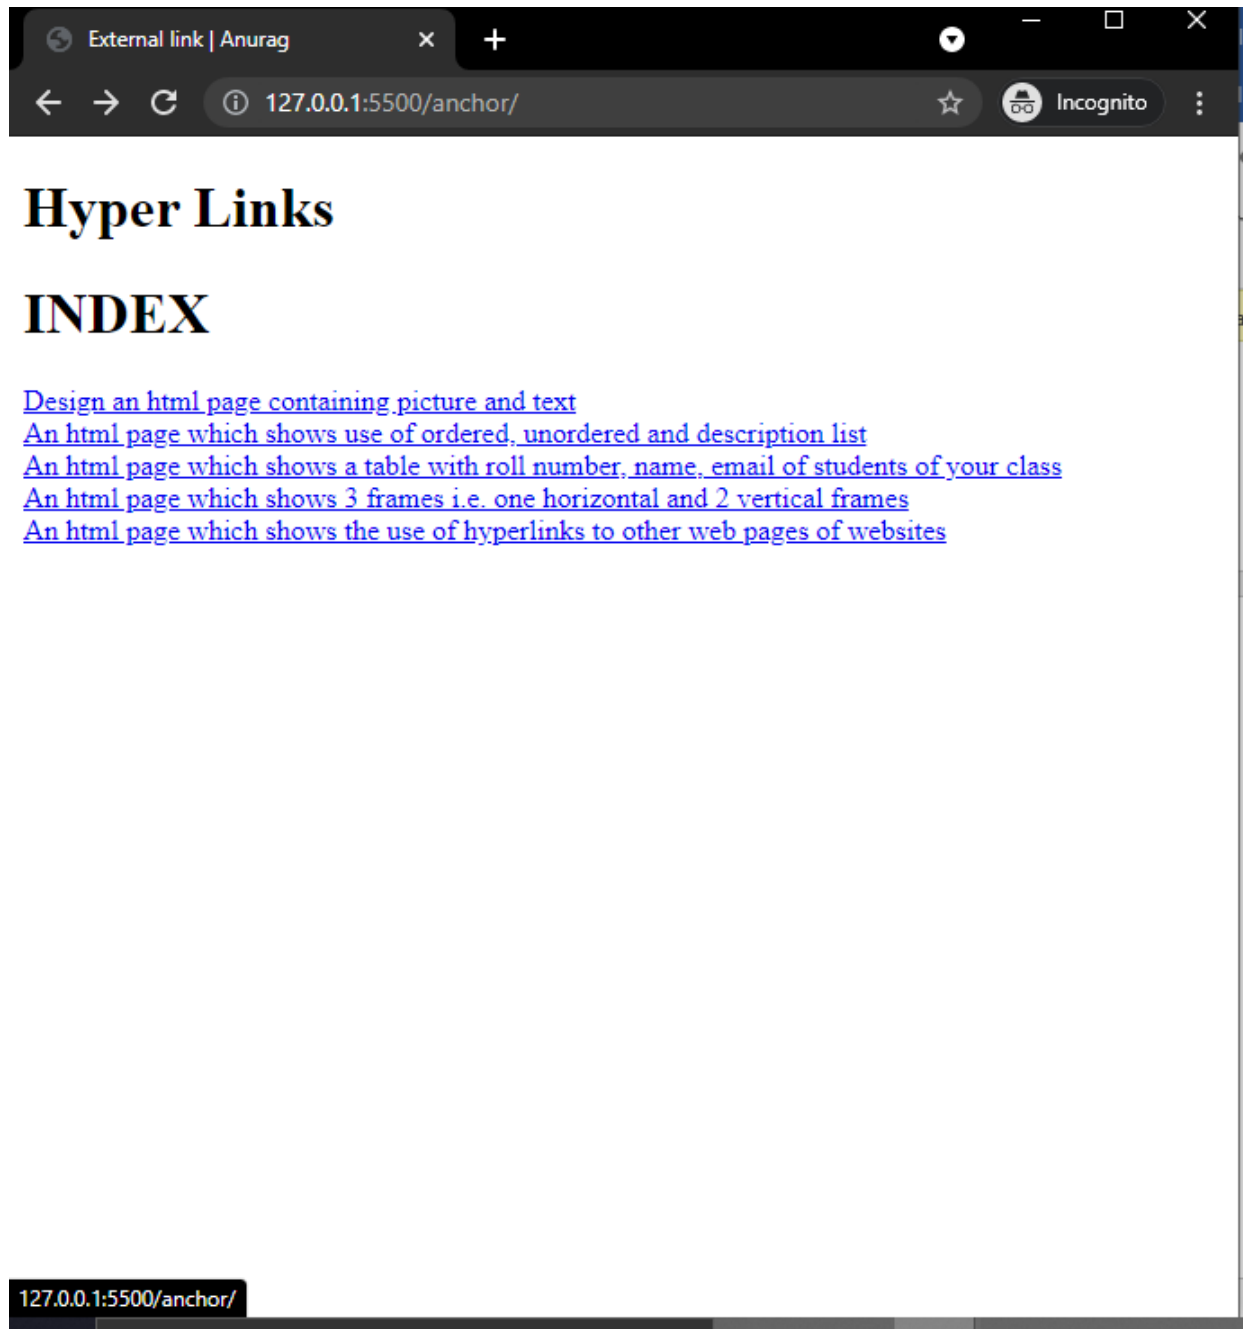 External link | Anurag
127.0.0.1:5500/anchor/
Incognito
Hyper Links
INDEX
Design an html page containing picture and text
An html page which shows use of ordered, unordered and description list
An html page which shows a table with roll number, name, email of students of your class
An html page which shows 3 frames i.e. one horizontal and 2 vertical frames
An html page which shows the use of hyperlinks to other web pages of websites
127.0.0.1:5500/anchor/